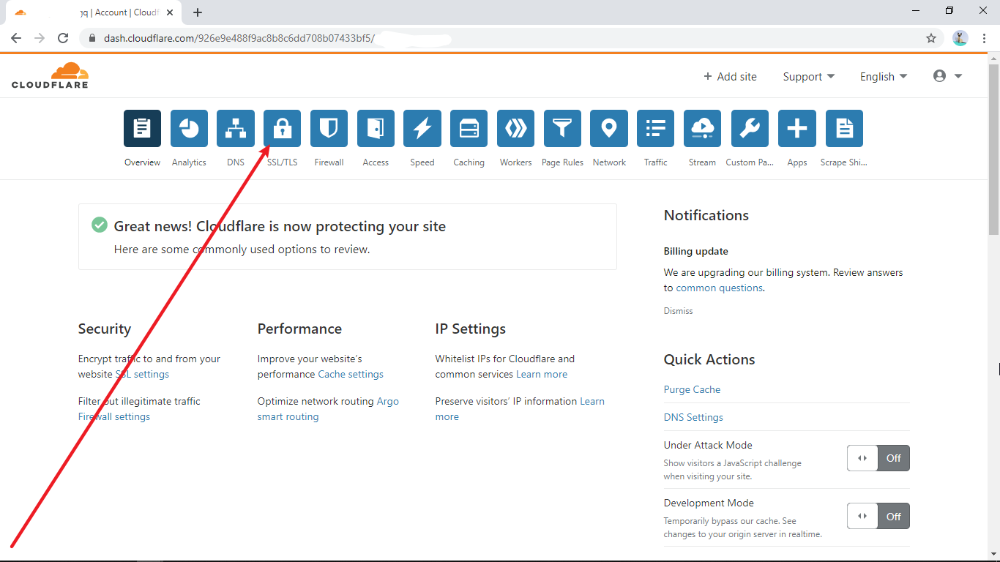 gq | Account | Cloudf
dash.cloudflare.com/926e9e488f9ac8b8c6dd708b07433bf5/
CLOUDFLARE
+ Add site
Support
English
Overview
Analytics
DNS
SSL/TLS
Firewall
Access
Speed
Caching
Workers
Page Rules
Network
Traffic
Stream
Custom Pa...
Apps
Scrape Shi...
Great news! Cloudflare is now protecting your site
Here are some commonly used options to review.
Security
Encrypt traffic to and from your
website SSL settings
Filter out illegitimate traffic
Firewall settings
Performance
Improve your website's
performance Cache settings
Optimize network routing Argo
smart routing
IP Settings
Whitelist IPs for Cloudflare and
common services Learn more
Preserve visitors' IP information Learn
more
Notifications
Billing update
We are upgrading our billing system. Review answers
to common questions.
Dismiss
Quick Actions
Purge Cache
DNS Settings
Under Attack Mode
Show visitors a JavaScript challenge
when visiting your site.
Off
Development Mode
Temporarily bypass our cache. See
changes to your origin server in realtime.
Off